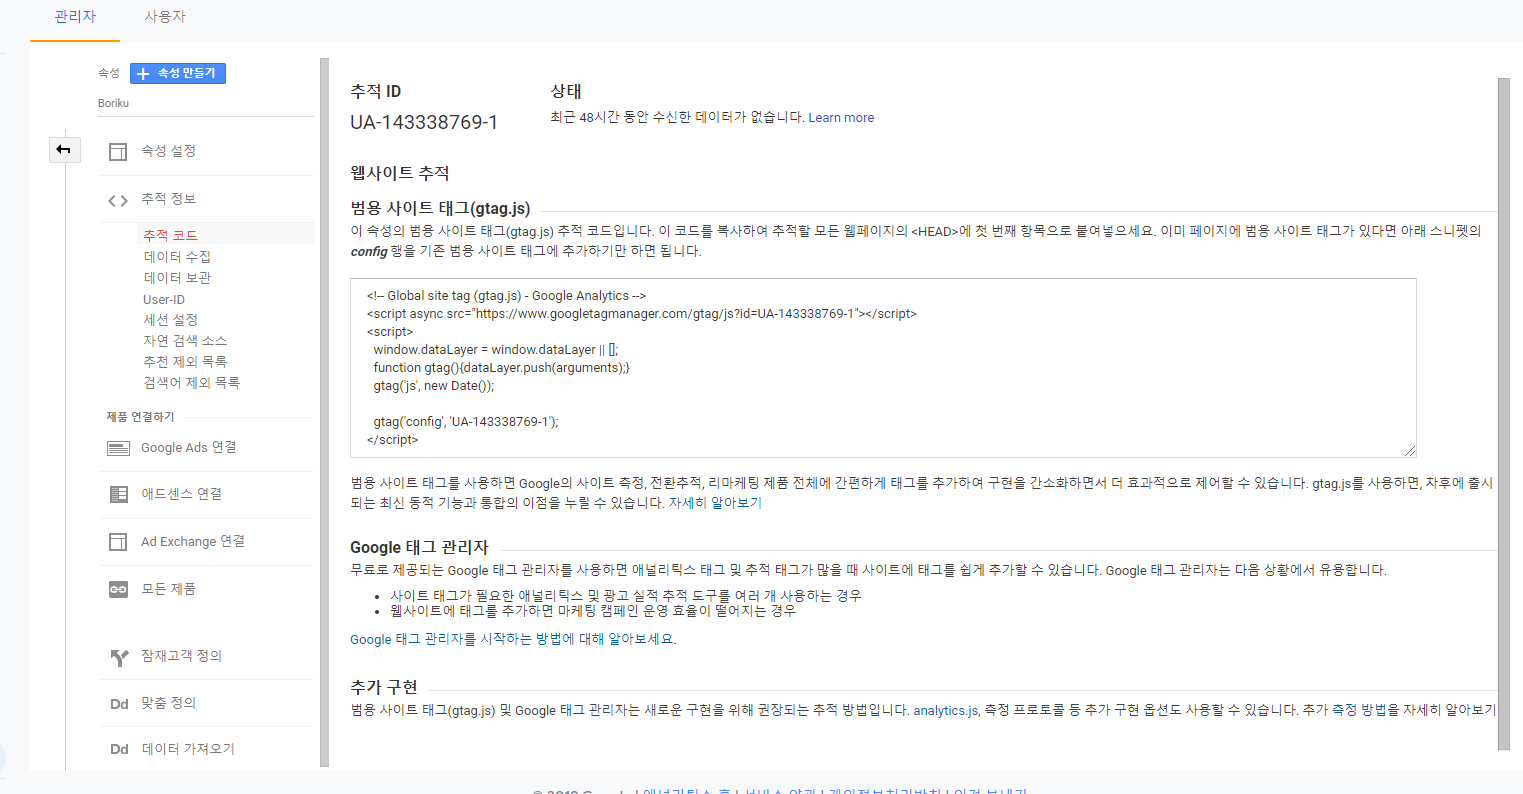 관리자 사용자
속성 속성 만들기
Boriku
속성 설정
추적 정보
추적 코드
데이터 수집
데이터 보관
User-ID
세션 설정
자연 검색 소스
추천 제외 목록
검색어 제외 목록
제품 연결하기
Google Ads 연결
애드센스 연결
Ad Exchange 연결
모든 제품
잠재고객 정의
Dd 맞춤 정의
Dd 데이터 가져오기
추적 ID
UA-143338769-1
상태
최근 48시간 동안 수신한 데이터가 없습니다. Learn more
웹사이트 추적
범용 사이트 태그(gtag.js)
이 속성의 범용 사이트 태그(gtag.js) 추적 코드입니다. 이 코드를 복사하여 추적할 모든 웹페이지의 <HEAD>에 첫 번째 항목으로 붙여넣으세요. 이미 페이지에 범용 사이트 태그가 있다면 아래 스니펫의
config 행을 기존 범용 사이트 태그에 추가하기만 하면 됩니다.
<!-- Global site tag (gtag.js) - Google Analytics -->
<script async src="https://www.googletagmanager.com/gtag/js?id=UA-143338769-1"></script>
<script>
window.dataLayer = window.dataLayer || [];
function gtag(){dataLayer.push(arguments);}
gtag('js', new Date());
gtag('config', 'UA-143338769-1');
</script>
범용 사이트 태그를 사용하면 Google의 사이트 측정, 전환추적, 리마케팅 제품 전체에 간편하게 태그를 추가하여 구현을 간소화하면서 더 효과적으로 제어할 수 있습니다. gtag.js를 사용하면, 차후에 출시
되는 최신 동적 기능과 통합의 이점을 누릴 수 있습니다. 자세히 알아보기
Google 태그 관리자
무료로 제공되는 Google 태그 관리자를 사용하면 애널리틱스 태그 및 추적 태그가 많을 때 사이트에 태그를 쉽게 추가할 수 있습니다. Google 태그 관리자는 다음 상황에서 유용합니다.
• 사이트 태그가 필요한 애널리틱스 및 광고 실적 추적 도구를 여러 개 사용하는 경우
• 웹사이트에 태그를 추가하면 마케팅 캠페인 운영 효율이 떨어지는 경우
Google 태그 관리자를 시작하는 방법에 대해 알아보세요.
추가 구현
범용 사이트 태그(gtag.js) 및 Google 태그 관리자는 새로운 구현을 위해 권장되는 추적 방법입니다. analytics.js, 측정 프로토콜 등 추가 구현 옵션도 사용할 수 있습니다. 추가 측정 방법을 자세히 알아보기